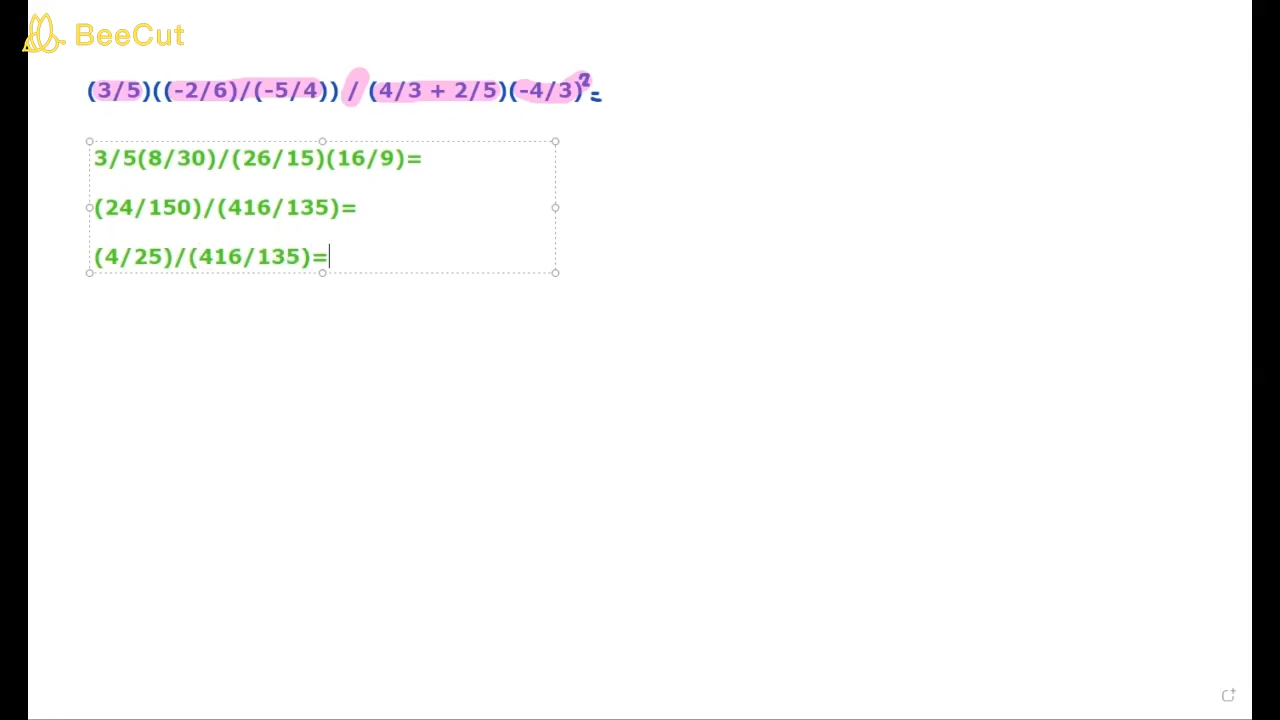 BeeCut
(3/5)((-2/6)/(-5/4)) / (4/3 + 2/5)(-4/3)²=
3/5(8/30)/(26/15)(16/9)=
(24/150)/(416/135)=
(4/25)/(416/135)=